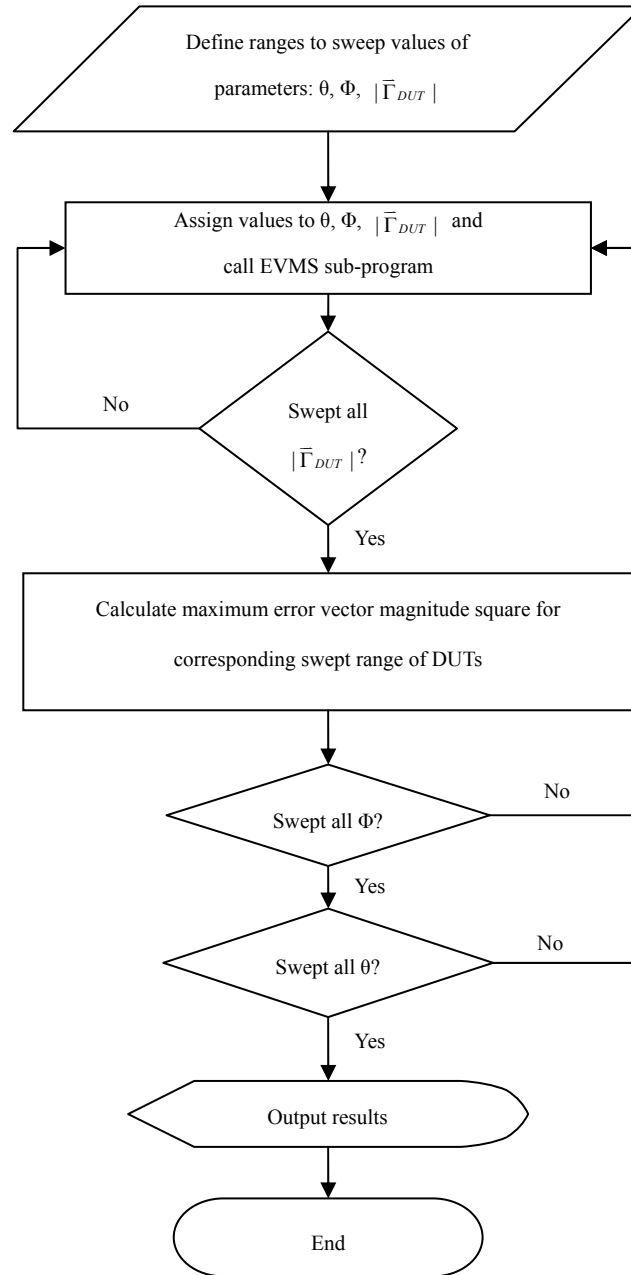 Define ranges to sweep values of
parameters: θ, Φ, | Γ̅ DUT |
Assign values to θ, Φ, | Γ̅ DUT | and
call EVMS sub-program
No
Swept all
| Γ̅ DUT | ?
Yes
Calculate maximum error vector magnitude square for
corresponding swept range of DUTs
No
Swept all Φ?
Yes
No
Swept all θ?
Yes
Output results
End